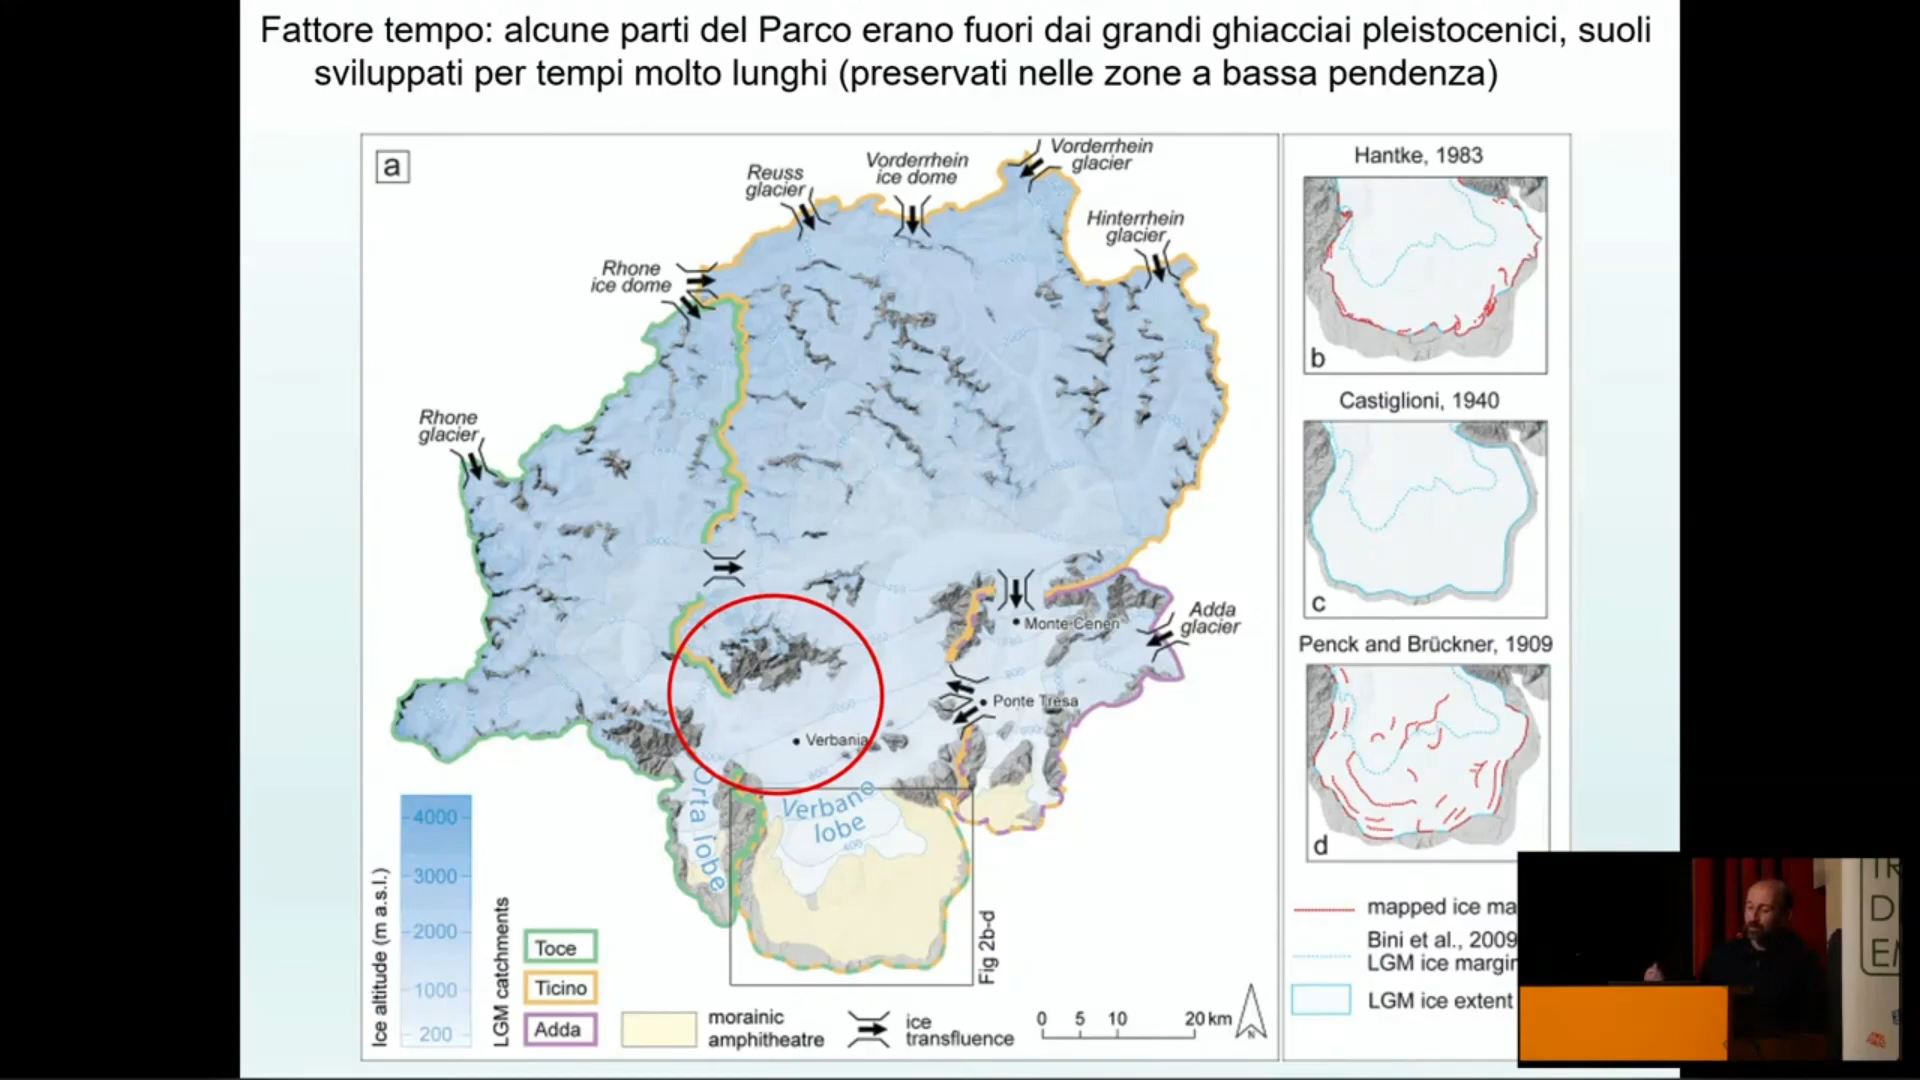 Fattore tempo: alcune parti del Parco erano fuori dai grandi ghiacciai pleistocenici, suoli
sviluppati per tempi molto lunghi (preservati nelle zone a bassa pendenza)
a
Vorderrhein
glacier
Vorderrhein
ice dome
Reuss
glacier
Hinterrhein
glacier
Rhone
ice dome
Rhone
glacier
Adda
glacier
Monte Ceneri
Ponte Tresa
Verbania
Orta lobe
Verbano
lobe
400
800
Fig 2b-d
Ice altitude (m a.s.l.)
4000
3000
2000
1000
200
LGM catchments
Toce
Ticino
Adda
morainic
amphitheatre
ice
transfluence
0 5 10 20 km
N
Hantke, 1983
b
Castiglioni, 1940
c
Penck and Brückner, 1909
d
mapped ice ma
Bini et al., 2009
LGM ice margin
LGM ice extent
D